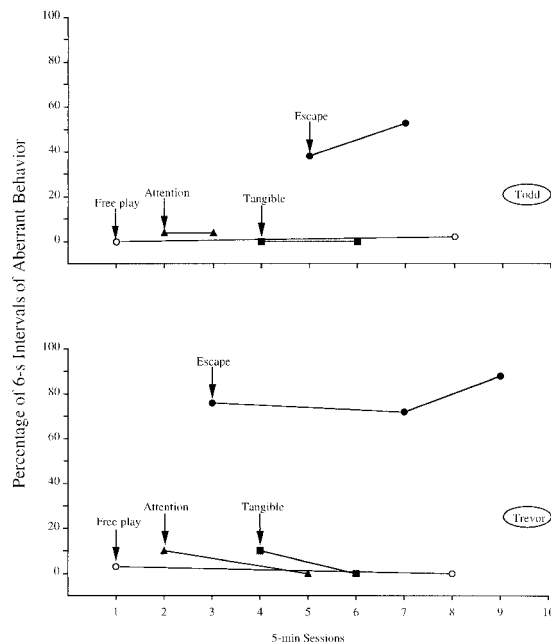 Percentage of 6-s Intervals of Aberrant Behavior
100
80
60
40
20
0
Escape
Free play
Attention
Tangible
Todd
100
80
60
40
20
0
Escape
Free play
Attention
Tangible
Trevor
1 2 3 4 5 6 7 8 9 10
5-min Sessions